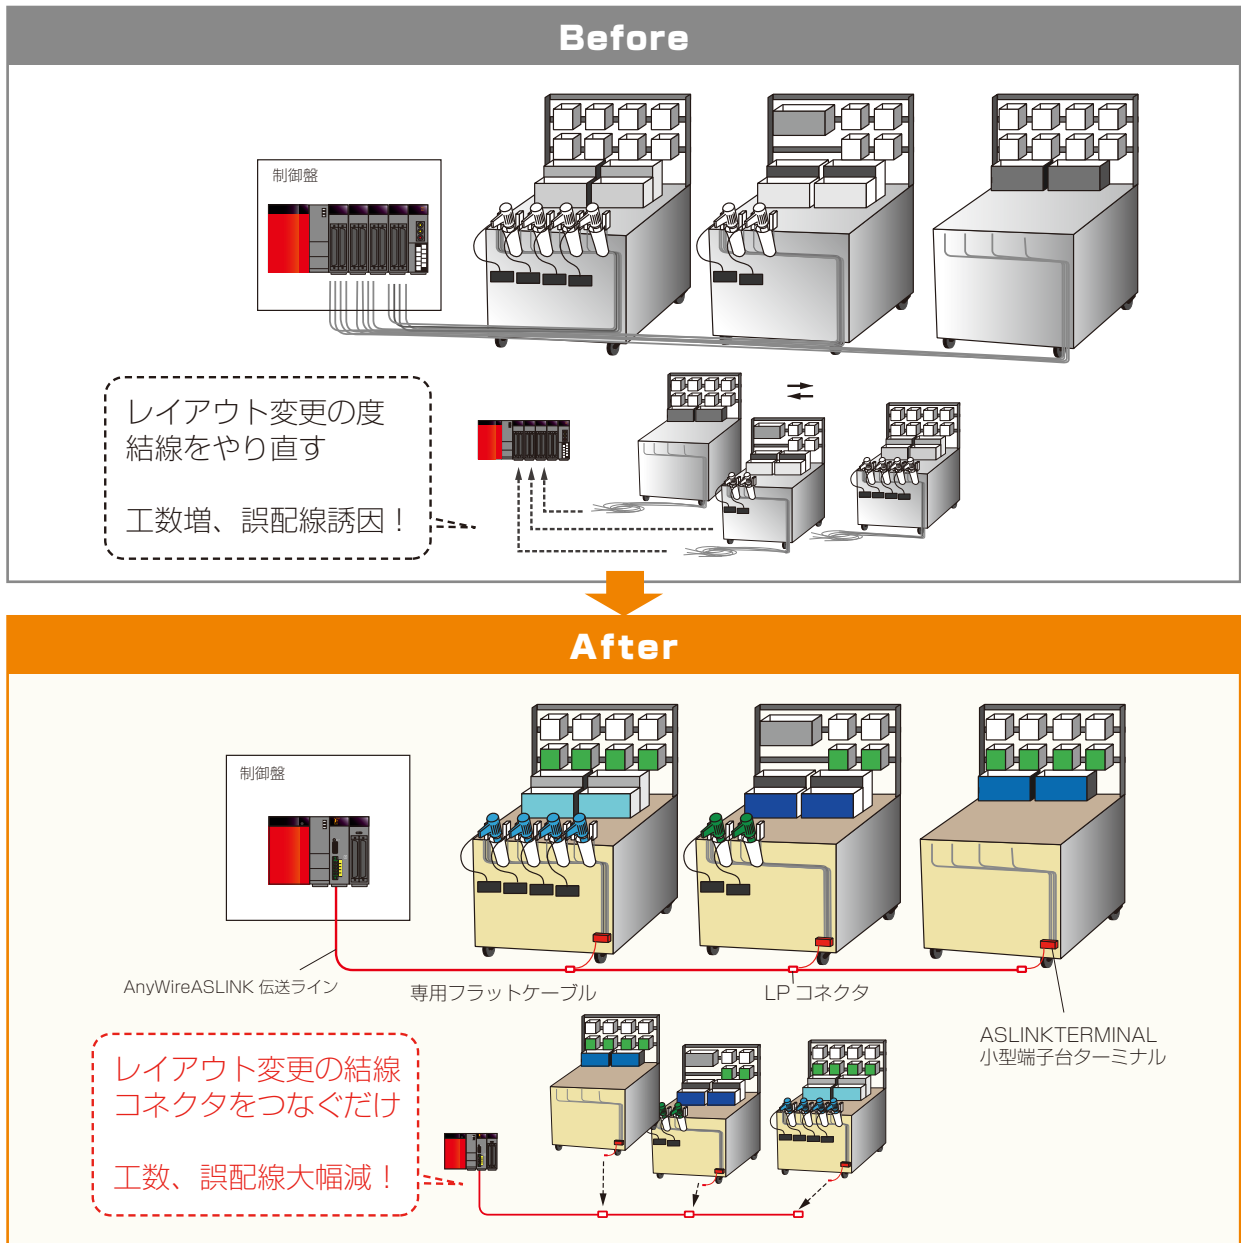 Before
制御盤
レイアウト変更の度
結線をやり直す
工数増、誤配線誘因！
After
制御盤
AnyWireASLINK 伝送ライン
専用フラットケーブル
LP コネクタ
ASLINKTERMINAL
小型端子台ターミナル
レイアウト変更の結線
コネクタをつなぐだけ
工数、誤配線大幅減！